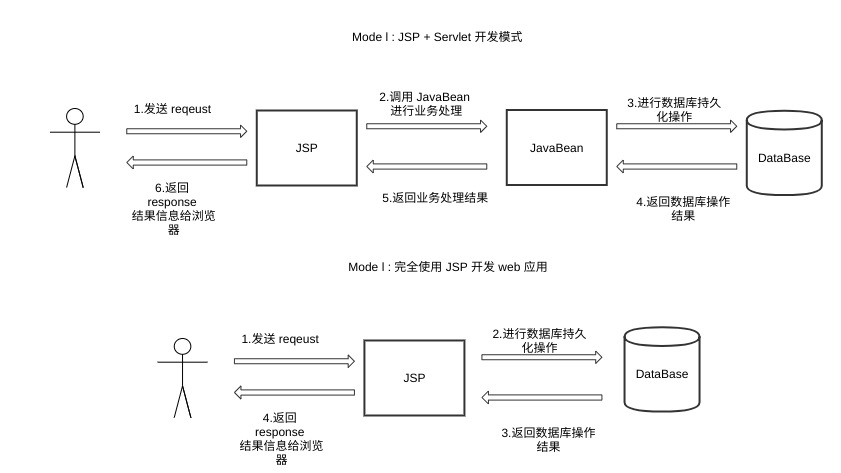 Mode l : JSP + Servlet 开发模式
1.发送 reqeust
2.调用 JavaBean
进行业务处理
3.进行数据库持久
化操作
JSP
JavaBean
DataBase
6.返回
response
结果信息给浏览
器
5.返回业务处理结果
4.返回数据库操作
结果
Mode l : 完全使用 JSP 开发 web 应用
1.发送 reqeust
2.进行数据库持久
化操作
JSP
DataBase
4.返回
response
结果信息给浏览
器
3.返回数据库操作
结果